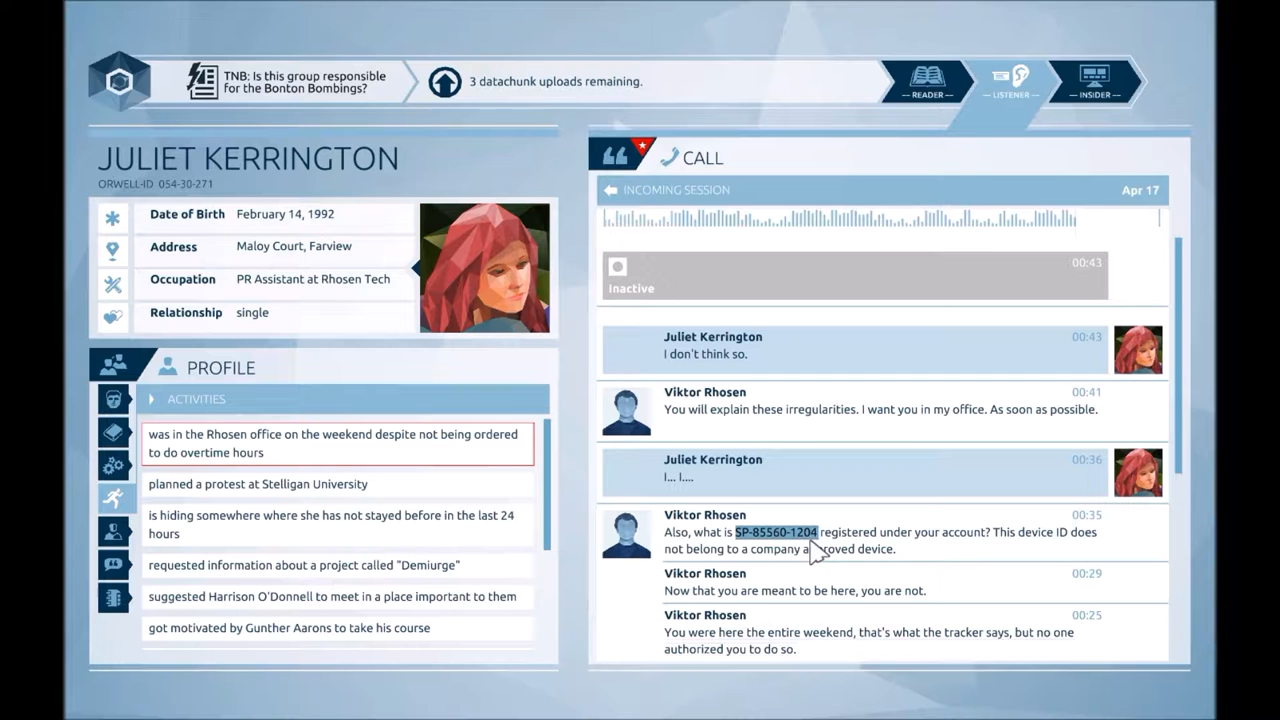 TNB: Is this group responsible
for the Bonton Bombings?
3 datachunk uploads remaining.
— READER —
— LISTENER —
— INSIDER —
JULIET KERRINGTON
ORWELL-ID 054-30-271
Date of Birth February 14, 1992
Address Maloy Court, Farview
Occupation PR Assistant at Rhosen Tech
Relationship single
PROFILE
ACTIVITIES
was in the Rhosen office on the weekend despite not being ordered
to do overtime hours
planned a protest at Stelligan University
is hiding somewhere where she has not stayed before in the last 24
hours
requested information about a project called "Demiurge"
suggested Harrison O'Donnell to meet in a place important to them
got motivated by Gunther Aarons to take his course
CALL
INCOMING SESSION Apr 17
00:43
Inactive
Juliet Kerrington 00:43
I don't think so.
Viktor Rhosen 00:41
You will explain these irregularities. I want you in my office. As soon as possible.
Juliet Kerrington 00:36
I... I....
Viktor Rhosen 00:35
Also, what is SP-85560-1204 registered under your account? This device ID does
not belong to a company approved device.
Viktor Rhosen 00:29
Now that you are meant to be here, you are not.
Viktor Rhosen 00:25
You were here the entire weekend, that's what the tracker says, but no one
authorized you to do so.